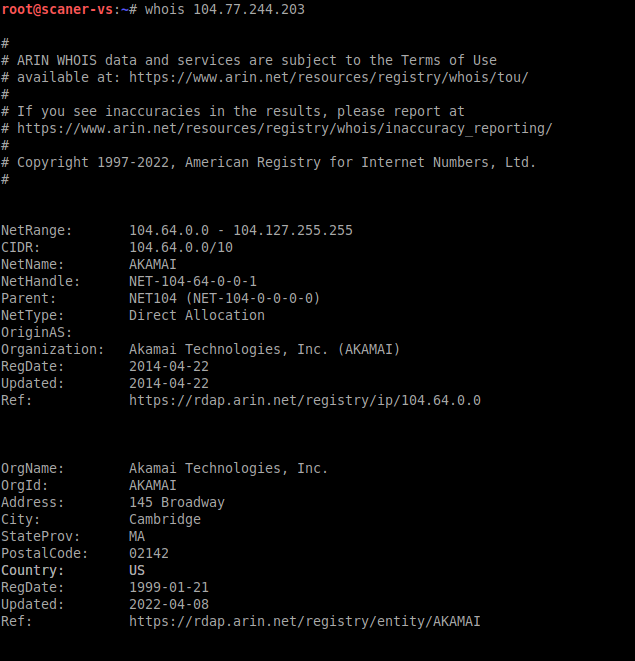 root@scaner-vs:~# whois 104.77.244.203
#
# ARIN WHOIS data and services are subject to the Terms of Use
# available at: https://www.arin.net/resources/registry/whois/tou/
#
# If you see inaccuracies in the results, please report at
# https://www.arin.net/resources/registry/whois/inaccuracy_reporting/
#
# Copyright 1997-2022, American Registry for Internet Numbers, Ltd.
#
NetRange: 104.64.0.0 - 104.127.255.255
CIDR: 104.64.0.0/10
NetName: AKAMAI
NetHandle: NET-104-64-0-0-1
Parent: NET104 (NET-104-0-0-0-0)
NetType: Direct Allocation
OriginAS:
Organization: Akamai Technologies, Inc. (AKAMAI)
RegDate: 2014-04-22
Updated: 2014-04-22
Ref: https://rdap.arin.net/registry/ip/104.64.0.0
OrgName: Akamai Technologies, Inc.
OrgId: AKAMAI
Address: 145 Broadway
City: Cambridge
StateProv: MA
PostalCode: 02142
Country: US
RegDate: 1999-01-21
Updated: 2022-04-08
Ref: https://rdap.arin.net/registry/entity/AKAMAI